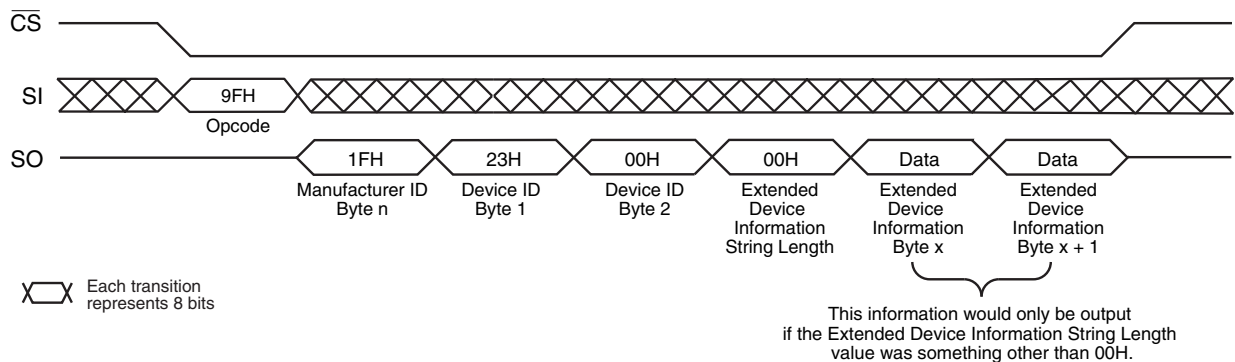 CS
SI
9FH
Opcode
SO
1FH
23H
00H
00H
Data
Data
Manufacturer ID
Byte n
Device ID
Byte 1
Device ID
Byte 2
Extended
Device
Information
String Length
Extended
Device
Information
Byte x
Extended
Device
Information
Byte x + 1
Each transition
represents 8 bits
This information would only be output
if the Extended Device Information String Length
value was something other than 00H.